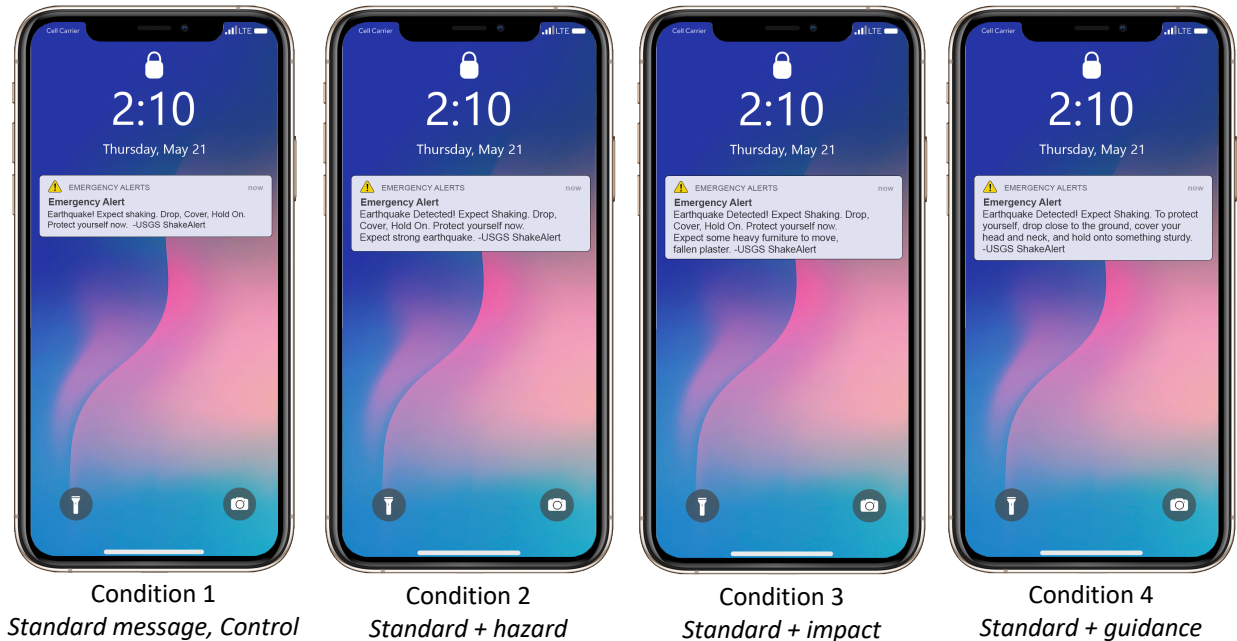 Cell Carrier
LTE
2:10
Thursday, May 21
EMERGENCY ALERTS now
Emergency Alert
Earthquake! Expect shaking. Drop, Cover, Hold On.
Protect yourself now. -USGS ShakeAlert
Condition 1
Standard message, Control
Cell Carrier
LTE
2:10
Thursday, May 21
EMERGENCY ALERTS now
Emergency Alert
Earthquake Detected! Expect Shaking. Drop,
Cover, Hold On. Protect yourself now.
Expect strong earthquake. -USGS ShakeAlert
Condition 2
Standard + hazard
Cell Carrier
LTE
2:10
Thursday, May 21
EMERGENCY ALERTS now
Emergency Alert
Earthquake Detected! Expect Shaking. Drop,
Cover, Hold On. Protect yourself now.
Expect some heavy furniture to move,
fallen plaster. -USGS ShakeAlert
Condition 3
Standard + impact
Cell Carrier
LTE
2:10
Thursday, May 21
EMERGENCY ALERTS now
Emergency Alert
Earthquake Detected! Expect Shaking. To protect
yourself, drop close to the ground, cover your
head and neck, and hold onto something sturdy.
-USGS ShakeAlert
Condition 4
Standard + guidance